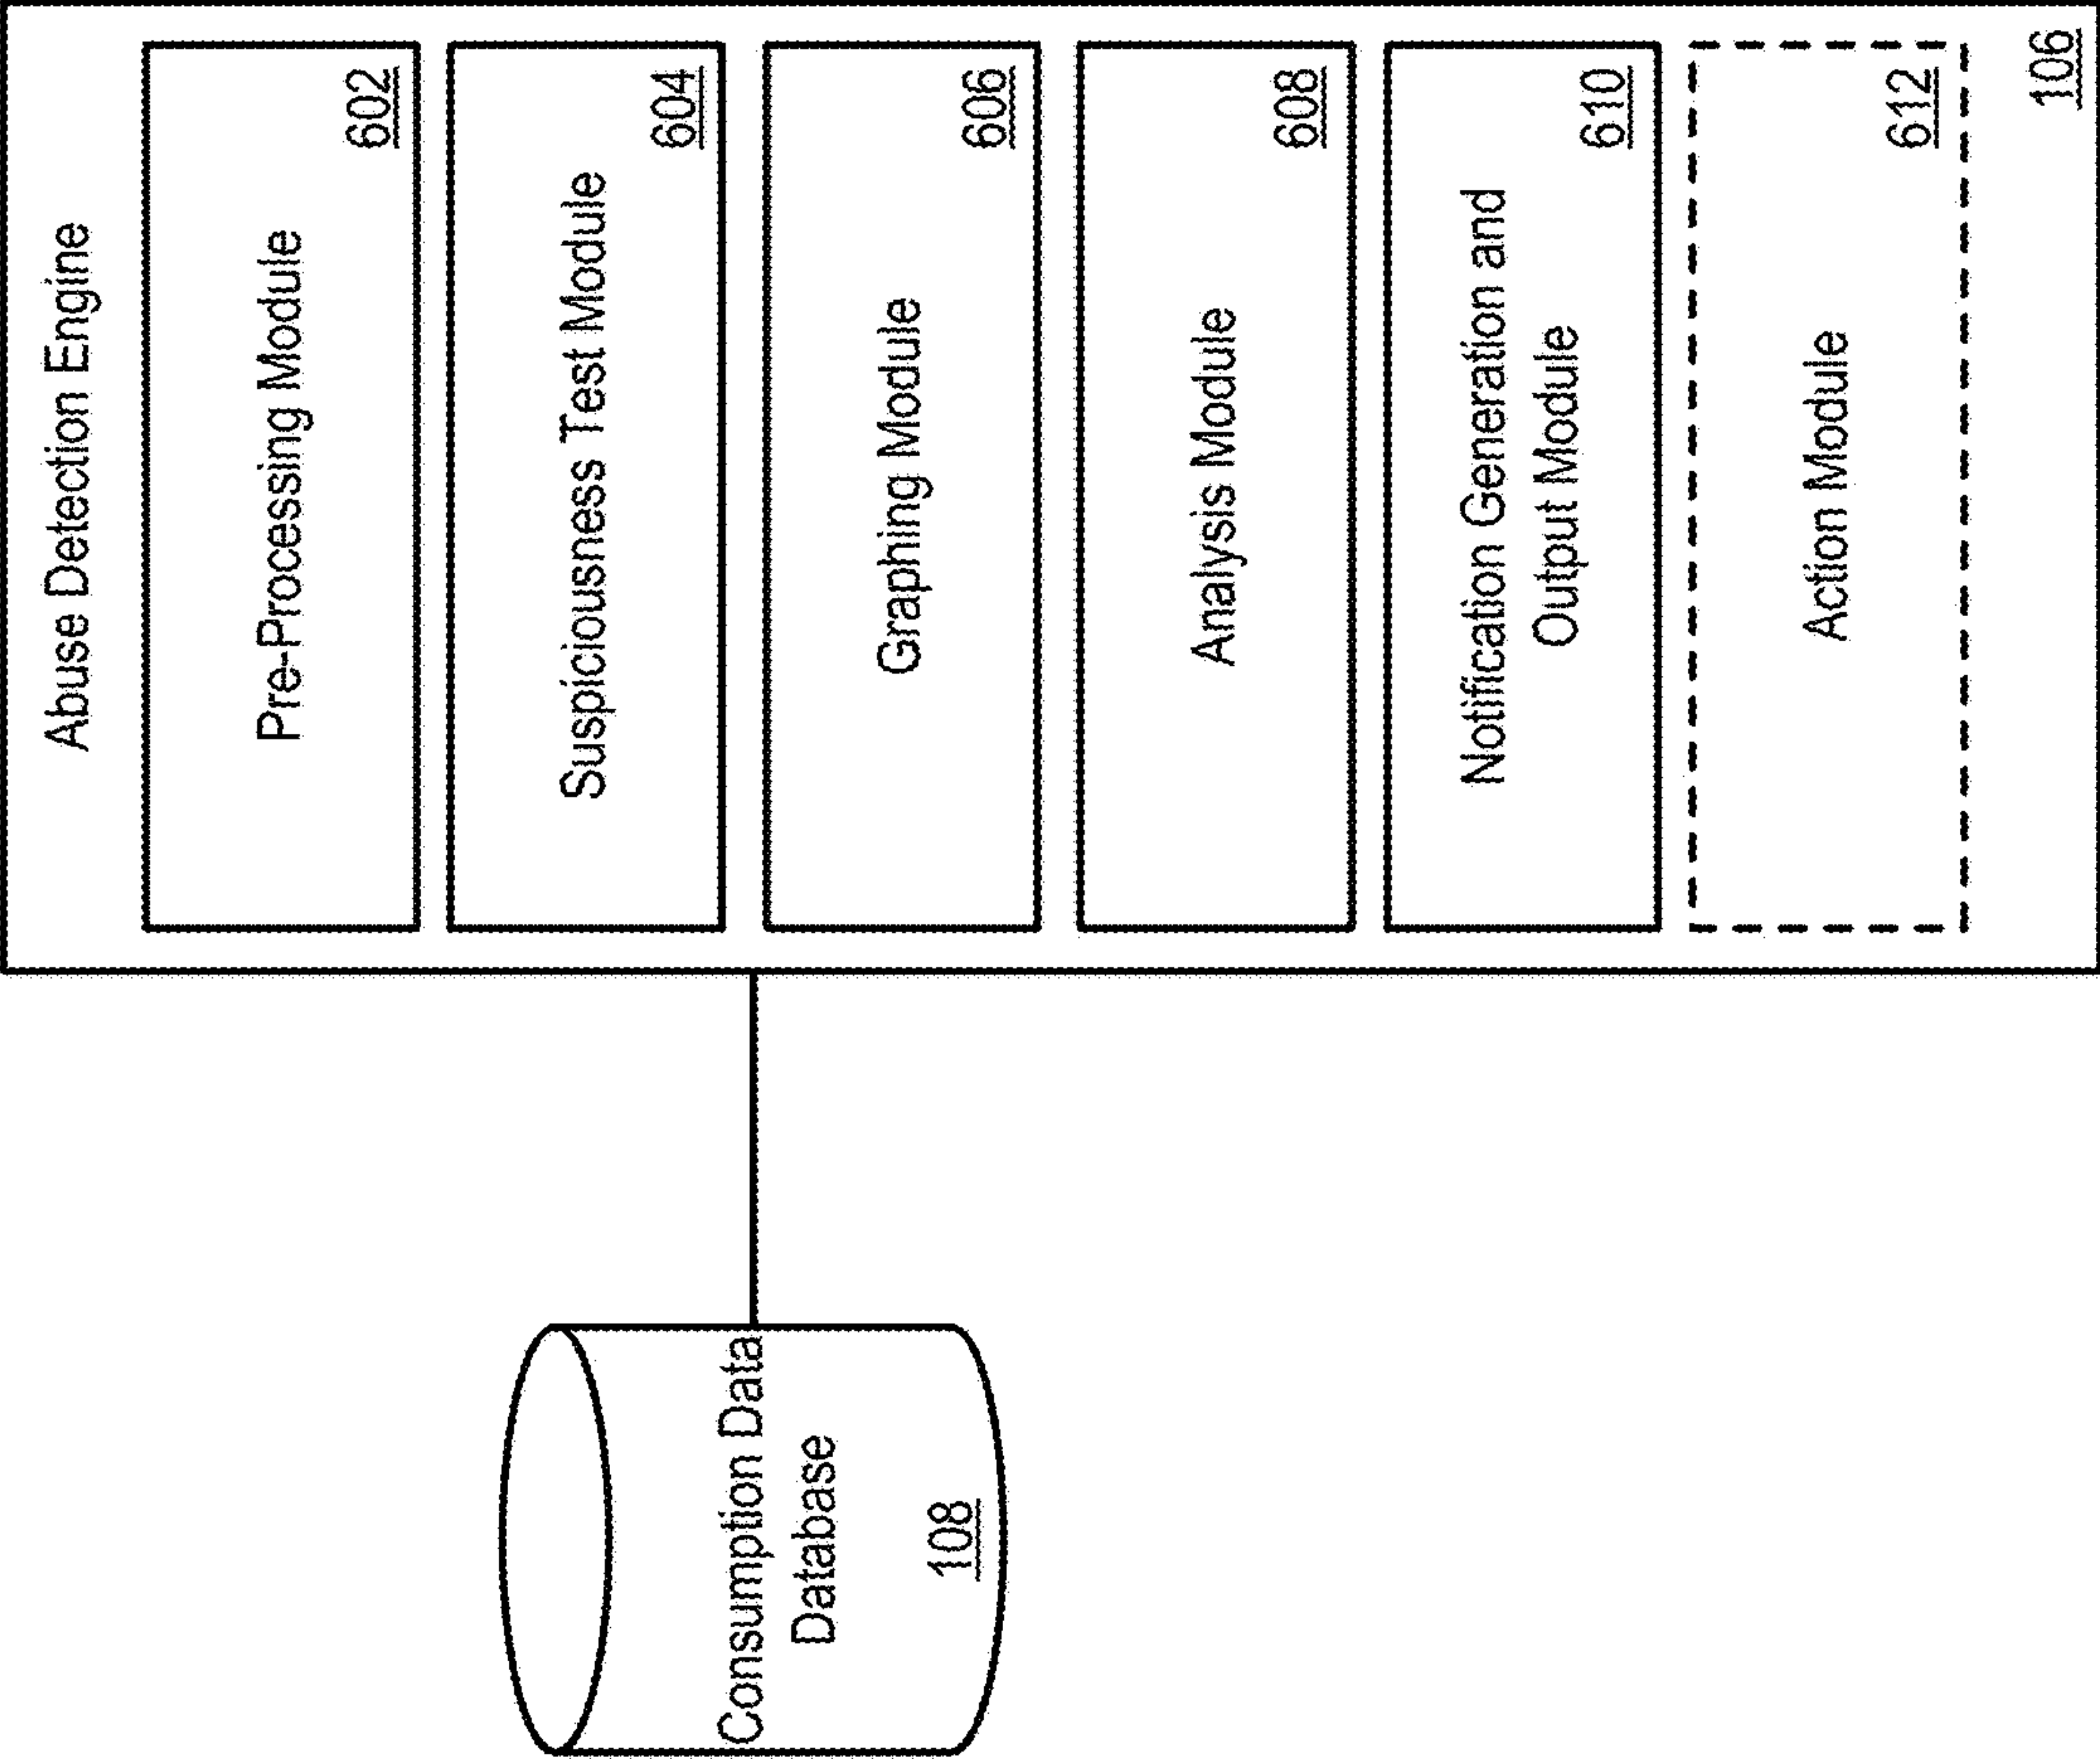 Abuse Detection Engine
Pre-Processing Module
602
Suspiciousness Test Module
604
Graphing Module
606
Analysis Module
608
Notification Generation and
Output Module
610
Action Module
612
106
Consumption Data
Database
108